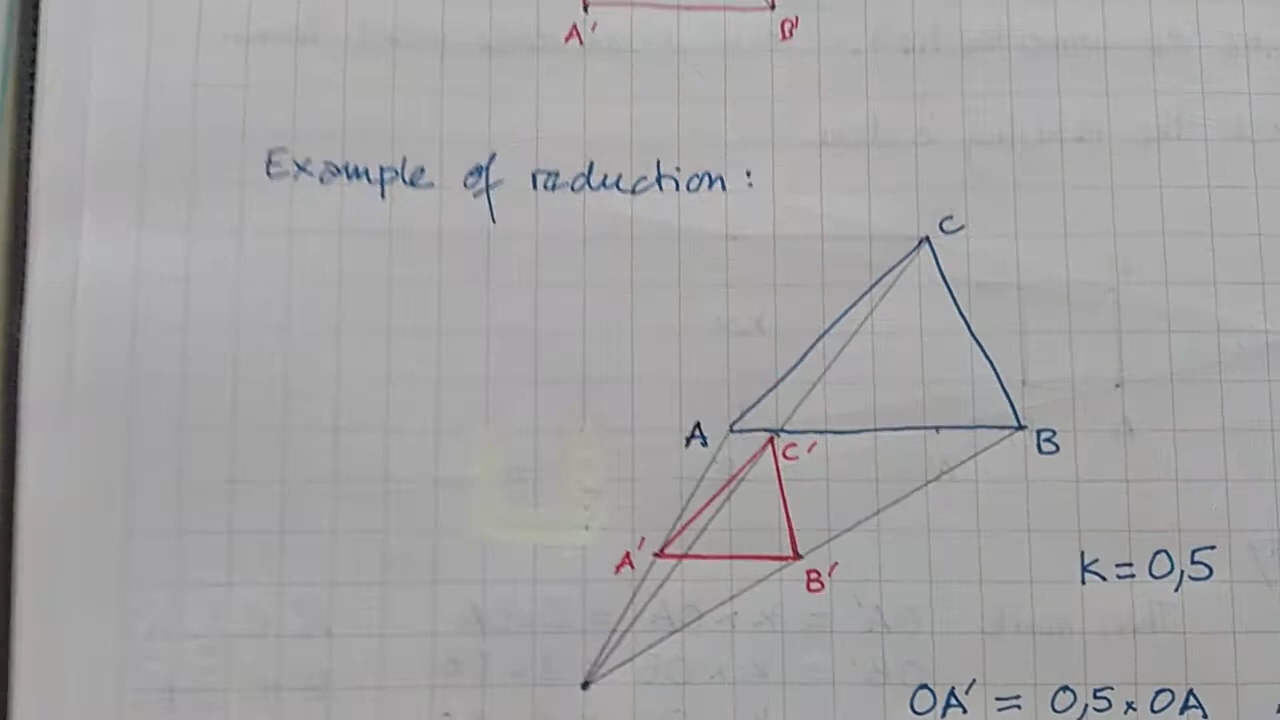 A' B'
Example of reduction:
C
A
B
C'
A'
B'
K = 0,5
OA' = 0,5 × OA